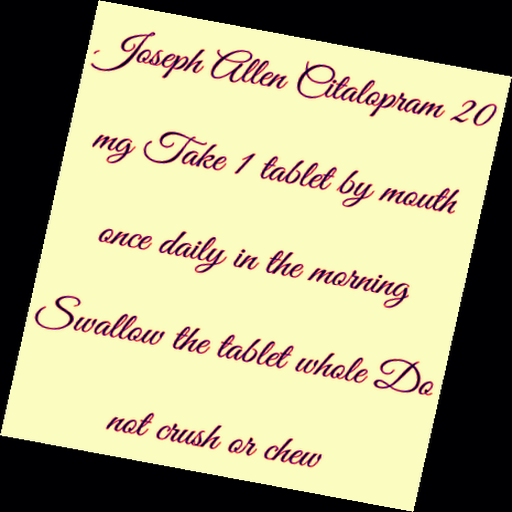 Joseph Allen Citalopram 20
mg Take 1 tablet by mouth
once daily in the morning
Swallow the tablet whole Do
not crush or chew